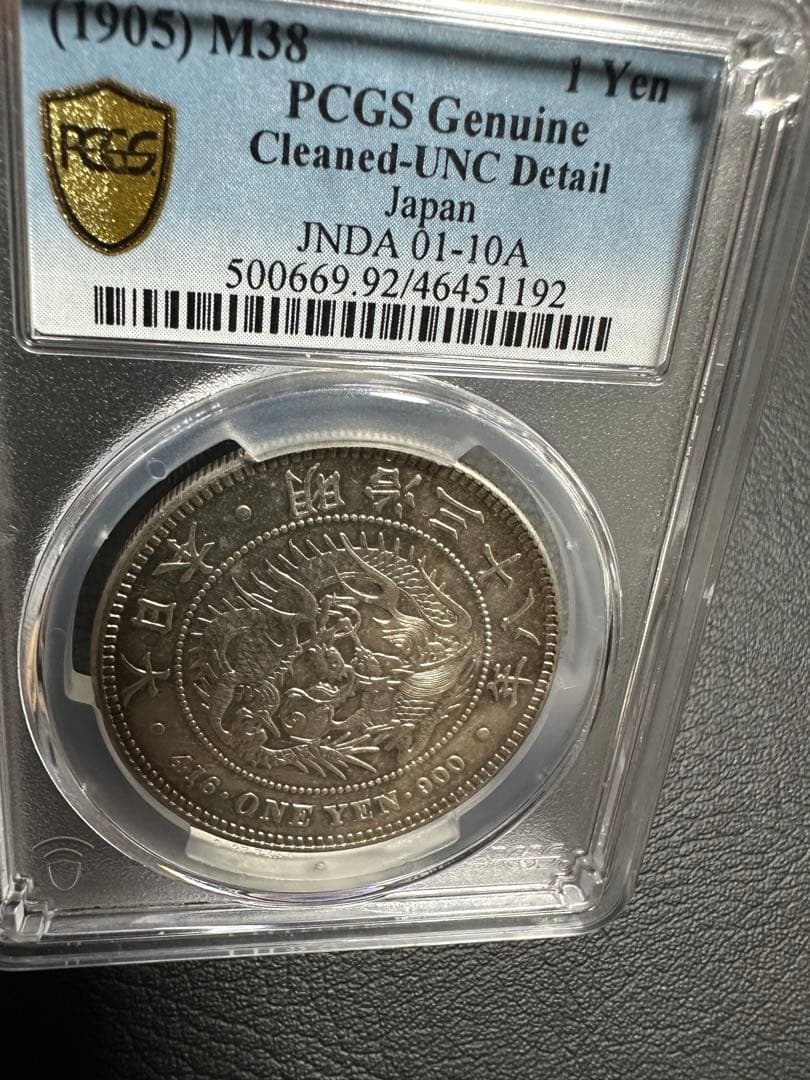 (1905) M38
1 Yen
PCGS Genuine
Cleaned-UNC Detail
Japan
JNDA 01-10A
500669.92/46451192
PCGS
大日本・明治三十八年
416・ONE YEN・900
PCGS